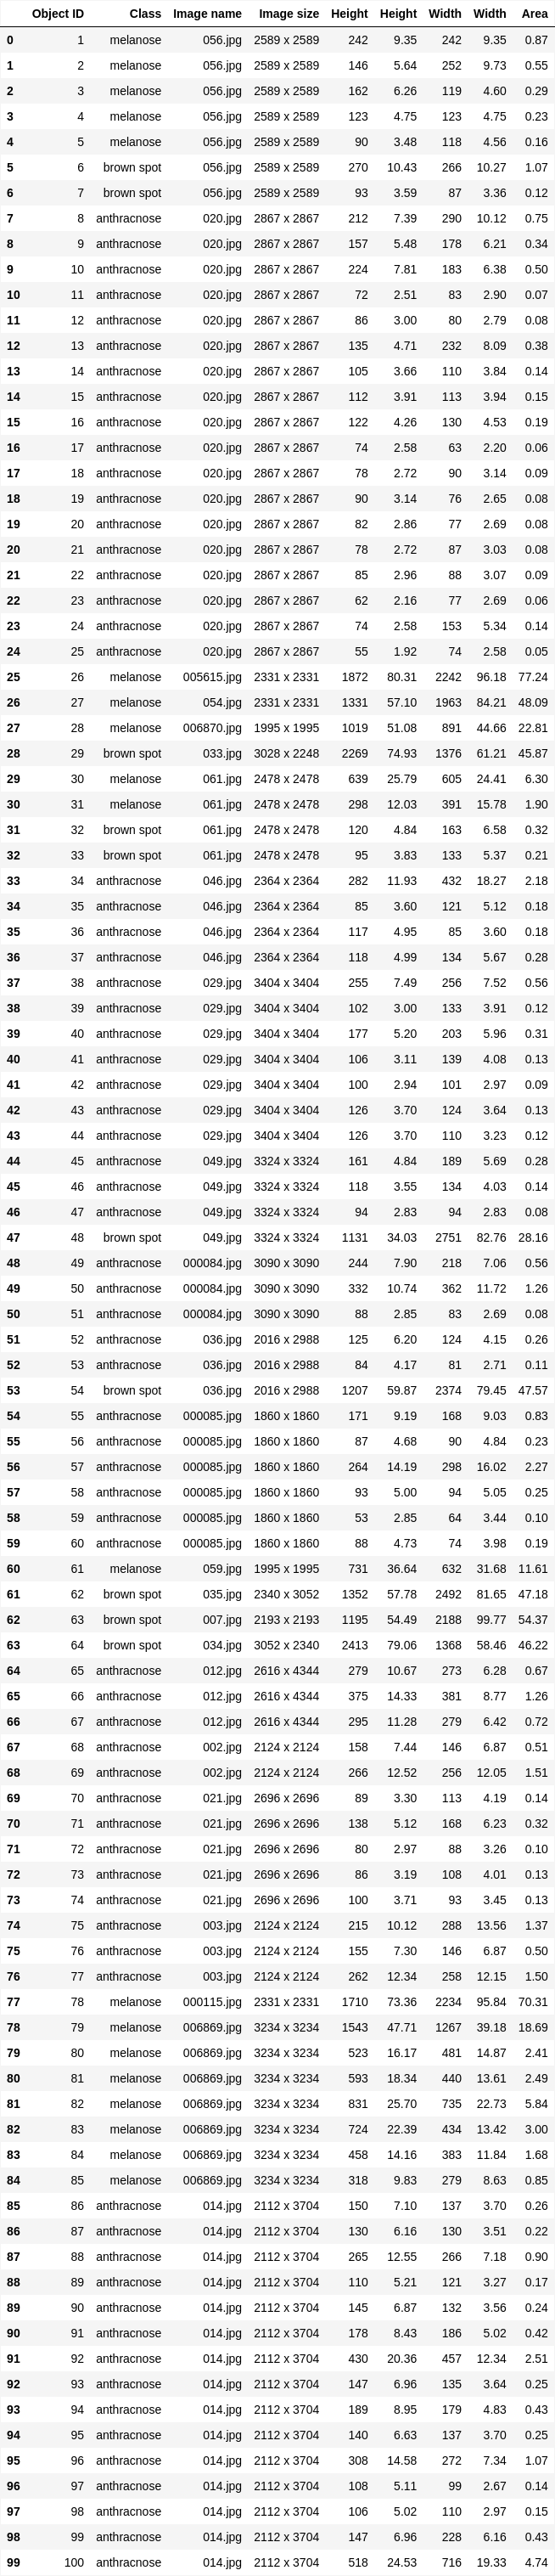 Object ID Class Image name Image size Height Height Width Width Area
0 1 melanose 056.jpg 2589 x 2589 242 9.35 242 9.35 0.87
1 2 melanose 056.jpg 2589 x 2589 146 5.64 252 9.73 0.55
2 3 melanose 056.jpg 2589 x 2589 162 6.26 119 4.60 0.29
3 4 melanose 056.jpg 2589 x 2589 123 4.75 123 4.75 0.23
4 5 melanose 056.jpg 2589 x 2589 90 3.48 118 4.56 0.16
5 6 brown spot 056.jpg 2589 x 2589 270 10.43 266 10.27 1.07
6 7 brown spot 056.jpg 2589 x 2589 93 3.59 87 3.36 0.12
7 8 anthracnose 020.jpg 2867 x 2867 212 7.39 290 10.12 0.75
8 9 anthracnose 020.jpg 2867 x 2867 157 5.48 178 6.21 0.34
9 10 anthracnose 020.jpg 2867 x 2867 224 7.81 183 6.38 0.50
10 11 anthracnose 020.jpg 2867 x 2867 72 2.51 83 2.90 0.07
11 12 anthracnose 020.jpg 2867 x 2867 86 3.00 80 2.79 0.08
12 13 anthracnose 020.jpg 2867 x 2867 135 4.71 232 8.09 0.38
13 14 anthracnose 020.jpg 2867 x 2867 105 3.66 110 3.84 0.14
14 15 anthracnose 020.jpg 2867 x 2867 112 3.91 113 3.94 0.15
15 16 anthracnose 020.jpg 2867 x 2867 122 4.26 130 4.53 0.19
16 17 anthracnose 020.jpg 2867 x 2867 74 2.58 63 2.20 0.06
17 18 anthracnose 020.jpg 2867 x 2867 78 2.72 90 3.14 0.09
18 19 anthracnose 020.jpg 2867 x 2867 90 3.14 76 2.65 0.08
19 20 anthracnose 020.jpg 2867 x 2867 82 2.86 77 2.69 0.08
20 21 anthracnose 020.jpg 2867 x 2867 78 2.72 87 3.03 0.08
21 22 anthracnose 020.jpg 2867 x 2867 85 2.96 88 3.07 0.09
22 23 anthracnose 020.jpg 2867 x 2867 62 2.16 77 2.69 0.06
23 24 anthracnose 020.jpg 2867 x 2867 74 2.58 153 5.34 0.14
24 25 anthracnose 020.jpg 2867 x 2867 55 1.92 74 2.58 0.05
25 26 melanose 005615.jpg 2331 x 2331 1872 80.31 2242 96.18 77.24
26 27 melanose 054.jpg 2331 x 2331 1331 57.10 1963 84.21 48.09
27 28 melanose 006870.jpg 1995 x 1995 1019 51.08 891 44.66 22.81
28 29 brown spot 033.jpg 3028 x 2248 2269 74.93 1376 61.21 45.87
29 30 melanose 061.jpg 2478 x 2478 639 25.79 605 24.41 6.30
30 31 melanose 061.jpg 2478 x 2478 298 12.03 391 15.78 1.90
31 32 brown spot 061.jpg 2478 x 2478 120 4.84 163 6.58 0.32
32 33 brown spot 061.jpg 2478 x 2478 95 3.83 133 5.37 0.21
33 34 anthracnose 046.jpg 2364 x 2364 282 11.93 432 18.27 2.18
34 35 anthracnose 046.jpg 2364 x 2364 85 3.60 121 5.12 0.18
35 36 anthracnose 046.jpg 2364 x 2364 117 4.95 85 3.60 0.18
36 37 anthracnose 046.jpg 2364 x 2364 118 4.99 134 5.67 0.28
37 38 anthracnose 029.jpg 3404 x 3404 255 7.49 256 7.52 0.56
38 39 anthracnose 029.jpg 3404 x 3404 102 3.00 133 3.91 0.12
39 40 anthracnose 029.jpg 3404 x 3404 177 5.20 203 5.96 0.31
40 41 anthracnose 029.jpg 3404 x 3404 106 3.11 139 4.08 0.13
41 42 anthracnose 029.jpg 3404 x 3404 100 2.94 101 2.97 0.09
42 43 anthracnose 029.jpg 3404 x 3404 126 3.70 124 3.64 0.13
43 44 anthracnose 029.jpg 3404 x 3404 126 3.70 110 3.23 0.12
44 45 anthracnose 049.jpg 3324 x 3324 161 4.84 189 5.69 0.28
45 46 anthracnose 049.jpg 3324 x 3324 118 3.55 134 4.03 0.14
46 47 anthracnose 049.jpg 3324 x 3324 94 2.83 94 2.83 0.08
47 48 brown spot 049.jpg 3324 x 3324 1131 34.03 2751 82.76 28.16
48 49 anthracnose 000084.jpg 3090 x 3090 244 7.90 218 7.06 0.56
49 50 anthracnose 000084.jpg 3090 x 3090 332 10.74 362 11.72 1.26
50 51 anthracnose 000084.jpg 3090 x 3090 88 2.85 83 2.69 0.08
51 52 anthracnose 036.jpg 2016 x 2988 125 6.20 124 4.15 0.26
52 53 anthracnose 036.jpg 2016 x 2988 84 4.17 81 2.71 0.11
53 54 brown spot 036.jpg 2016 x 2988 1207 59.87 2374 79.45 47.57
54 55 anthracnose 000085.jpg 1860 x 1860 171 9.19 168 9.03 0.83
55 56 anthracnose 000085.jpg 1860 x 1860 87 4.68 90 4.84 0.23
56 57 anthracnose 000085.jpg 1860 x 1860 264 14.19 298 16.02 2.27
57 58 anthracnose 000085.jpg 1860 x 1860 93 5.00 94 5.05 0.25
58 59 anthracnose 000085.jpg 1860 x 1860 53 2.85 64 3.44 0.10
59 60 anthracnose 000085.jpg 1860 x 1860 88 4.73 74 3.98 0.19
60 61 melanose 059.jpg 1995 x 1995 731 36.64 632 31.68 11.61
61 62 brown spot 035.jpg 2340 x 3052 1352 57.78 2492 81.65 47.18
62 63 brown spot 007.jpg 2193 x 2193 1195 54.49 2188 99.77 54.37
63 64 brown spot 034.jpg 3052 x 2340 2413 79.06 1368 58.46 46.22
64 65 anthracnose 012.jpg 2616 x 4344 279 10.67 273 6.28 0.67
65 66 anthracnose 012.jpg 2616 x 4344 375 14.33 381 8.77 1.26
66 67 anthracnose 012.jpg 2616 x 4344 295 11.28 279 6.42 0.72
67 68 anthracnose 002.jpg 2124 x 2124 158 7.44 146 6.87 0.51
68 69 anthracnose 002.jpg 2124 x 2124 266 12.52 256 12.05 1.51
69 70 anthracnose 021.jpg 2696 x 2696 89 3.30 113 4.19 0.14
70 71 anthracnose 021.jpg 2696 x 2696 138 5.12 168 6.23 0.32
71 72 anthracnose 021.jpg 2696 x 2696 80 2.97 88 3.26 0.10
72 73 anthracnose 021.jpg 2696 x 2696 86 3.19 108 4.01 0.13
73 74 anthracnose 021.jpg 2696 x 2696 100 3.71 93 3.45 0.13
74 75 anthracnose 003.jpg 2124 x 2124 215 10.12 288 13.56 1.37
75 76 anthracnose 003.jpg 2124 x 2124 155 7.30 146 6.87 0.50
76 77 anthracnose 003.jpg 2124 x 2124 262 12.34 258 12.15 1.50
77 78 melanose 000115.jpg 2331 x 2331 1710 73.36 2234 95.84 70.31
78 79 melanose 006869.jpg 3234 x 3234 1543 47.71 1267 39.18 18.69
79 80 melanose 006869.jpg 3234 x 3234 523 16.17 481 14.87 2.41
80 81 melanose 006869.jpg 3234 x 3234 593 18.34 440 13.61 2.49
81 82 melanose 006869.jpg 3234 x 3234 831 25.70 735 22.73 5.84
82 83 melanose 006869.jpg 3234 x 3234 724 22.39 434 13.42 3.00
83 84 melanose 006869.jpg 3234 x 3234 458 14.16 383 11.84 1.68
84 85 melanose 006869.jpg 3234 x 3234 318 9.83 279 8.63 0.85
85 86 anthracnose 014.jpg 2112 x 3704 150 7.10 137 3.70 0.26
86 87 anthracnose 014.jpg 2112 x 3704 130 6.16 130 3.51 0.22
87 88 anthracnose 014.jpg 2112 x 3704 265 12.55 266 7.18 0.90
88 89 anthracnose 014.jpg 2112 x 3704 110 5.21 121 3.27 0.17
89 90 anthracnose 014.jpg 2112 x 3704 145 6.87 132 3.56 0.24
90 91 anthracnose 014.jpg 2112 x 3704 178 8.43 186 5.02 0.42
91 92 anthracnose 014.jpg 2112 x 3704 430 20.36 457 12.34 2.51
92 93 anthracnose 014.jpg 2112 x 3704 147 6.96 135 3.64 0.25
93 94 anthracnose 014.jpg 2112 x 3704 189 8.95 179 4.83 0.43
94 95 anthracnose 014.jpg 2112 x 3704 140 6.63 137 3.70 0.25
95 96 anthracnose 014.jpg 2112 x 3704 308 14.58 272 7.34 1.07
96 97 anthracnose 014.jpg 2112 x 3704 108 5.11 99 2.67 0.14
97 98 anthracnose 014.jpg 2112 x 3704 106 5.02 110 2.97 0.15
98 99 anthracnose 014.jpg 2112 x 3704 147 6.96 228 6.16 0.43
99 100 anthracnose 014.jpg 2112 x 3704 518 24.53 716 19.33 4.74